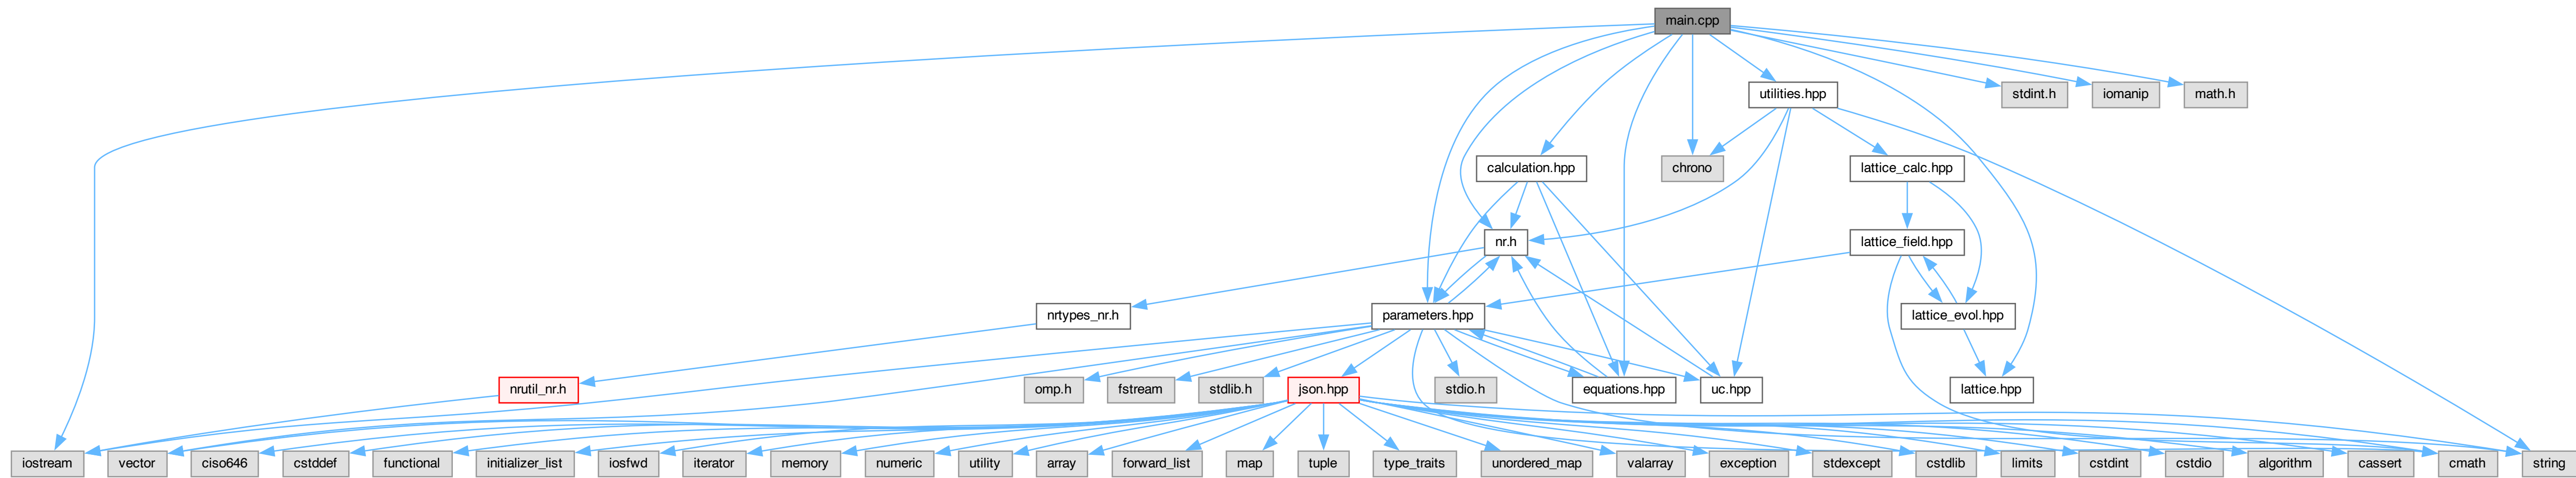 main.cpp
utilities.hpp
stdint.h
iomanip
math.h
calculation.hpp
chrono
lattice_calc.hpp
nr.h
lattice_field.hpp
nrtypes_nr.h
parameters.hpp
lattice_evol.hpp
nrutil_nr.h
omp.h
fstream
stdlib.h
json.hpp
stdio.h
equations.hpp
uc.hpp
lattice.hpp
iostream
vector
ciso646
cstddef
functional
initializer_list
iosfwd
iterator
memory
numeric
utility
array
forward_list
map
tuple
type_traits
unordered_map
valarray
exception
stdexcept
cstdlib
limits
cstdint
cstdio
algorithm
cassert
cmath
string